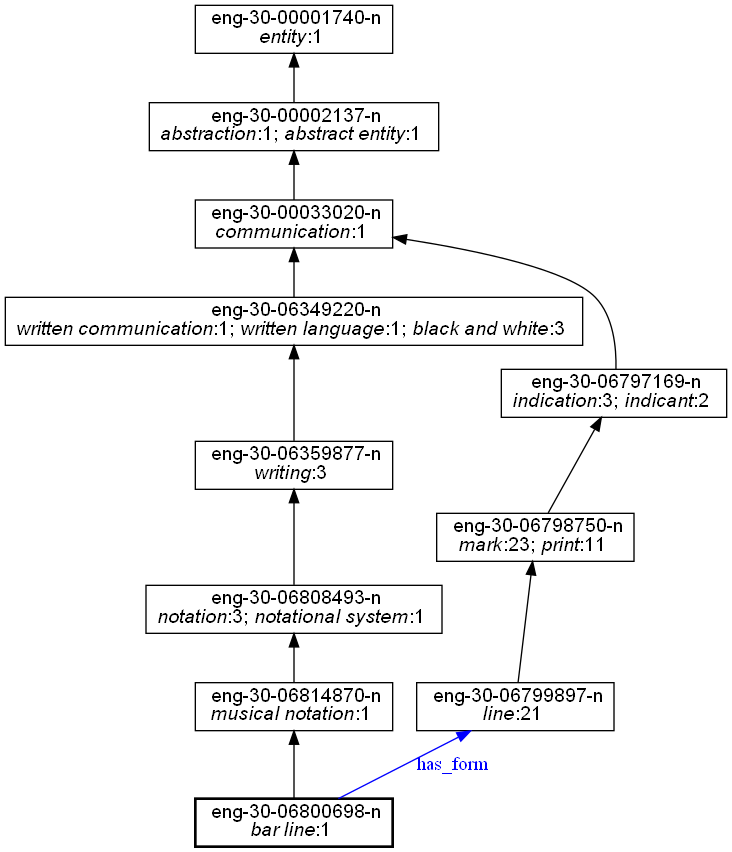 eng-30-00001740-n
entity:1
eng-30-00002137-n
abstraction:1; abstract entity:1
eng-30-00033020-n
communication:1
eng-30-06349220-n
written communication:1; written language:1; black and white:3
eng-30-06797169-n
indication:3; indicant:2
eng-30-06359877-n
writing:3
eng-30-06798750-n
mark:23; print:11
eng-30-06808493-n
notation:3; notational system:1
eng-30-06814870-n
musical notation:1
eng-30-06799897-n
line:21
has_form
eng-30-06800698-n
bar line:1